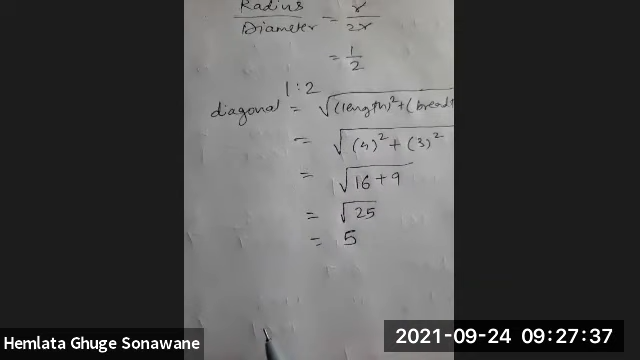 Radius / Diameter = r / 2r
= 1/2
1 : 2
diagonal = √(length)² + (bread
= √(4)² + (3)²
= √16 + 9
= √25
= 5
Hemlata Ghuge Sonawane
2021-09-24 09:27:37